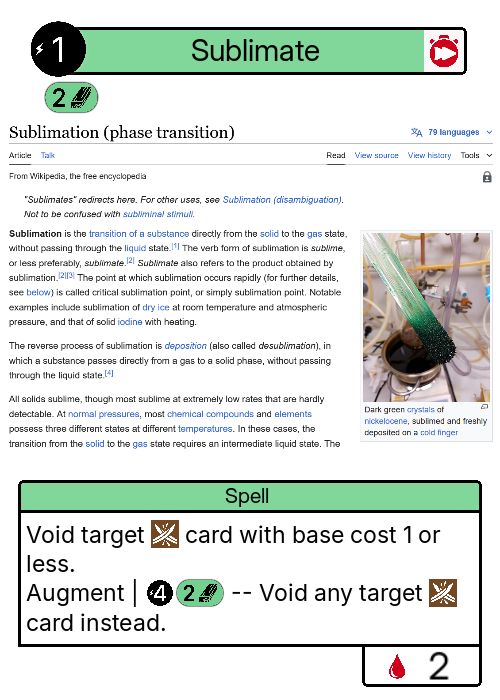 1 Sublimate
2
Sublimation (phase transition)
79 languages
Article Talk Read View source View history Tools
From Wikipedia, the free encyclopedia
"Sublimates" redirects here. For other uses, see Sublimation (disambiguation).
Not to be confused with subliminal stimuli.
Sublimation is the transition of a substance directly from the solid to the gas state,
without passing through the liquid state.[1] The verb form of sublimation is sublime,
or less preferably, sublimate.[2] Sublimate also refers to the product obtained by
sublimation.[2][3] The point at which sublimation occurs rapidly (for further details,
see below) is called critical sublimation point, or simply sublimation point. Notable
examples include sublimation of dry ice at room temperature and atmospheric
pressure, and that of solid iodine with heating.
The reverse process of sublimation is deposition (also called desublimation), in
which a substance passes directly from a gas to a solid phase, without passing
through the liquid state.[4]
All solids sublime, though most sublime at extremely low rates that are hardly
detectable. At normal pressures, most chemical compounds and elements
possess three different states at different temperatures. In these cases, the
transition from the solid to the gas state requires an intermediate liquid state. The
Dark green crystals of
nickelocene, sublimed and freshly
deposited on a cold finger
Spell
Void target card with base cost 1 or
less.
Augment | 4 2 -- Void any target
card instead.
2